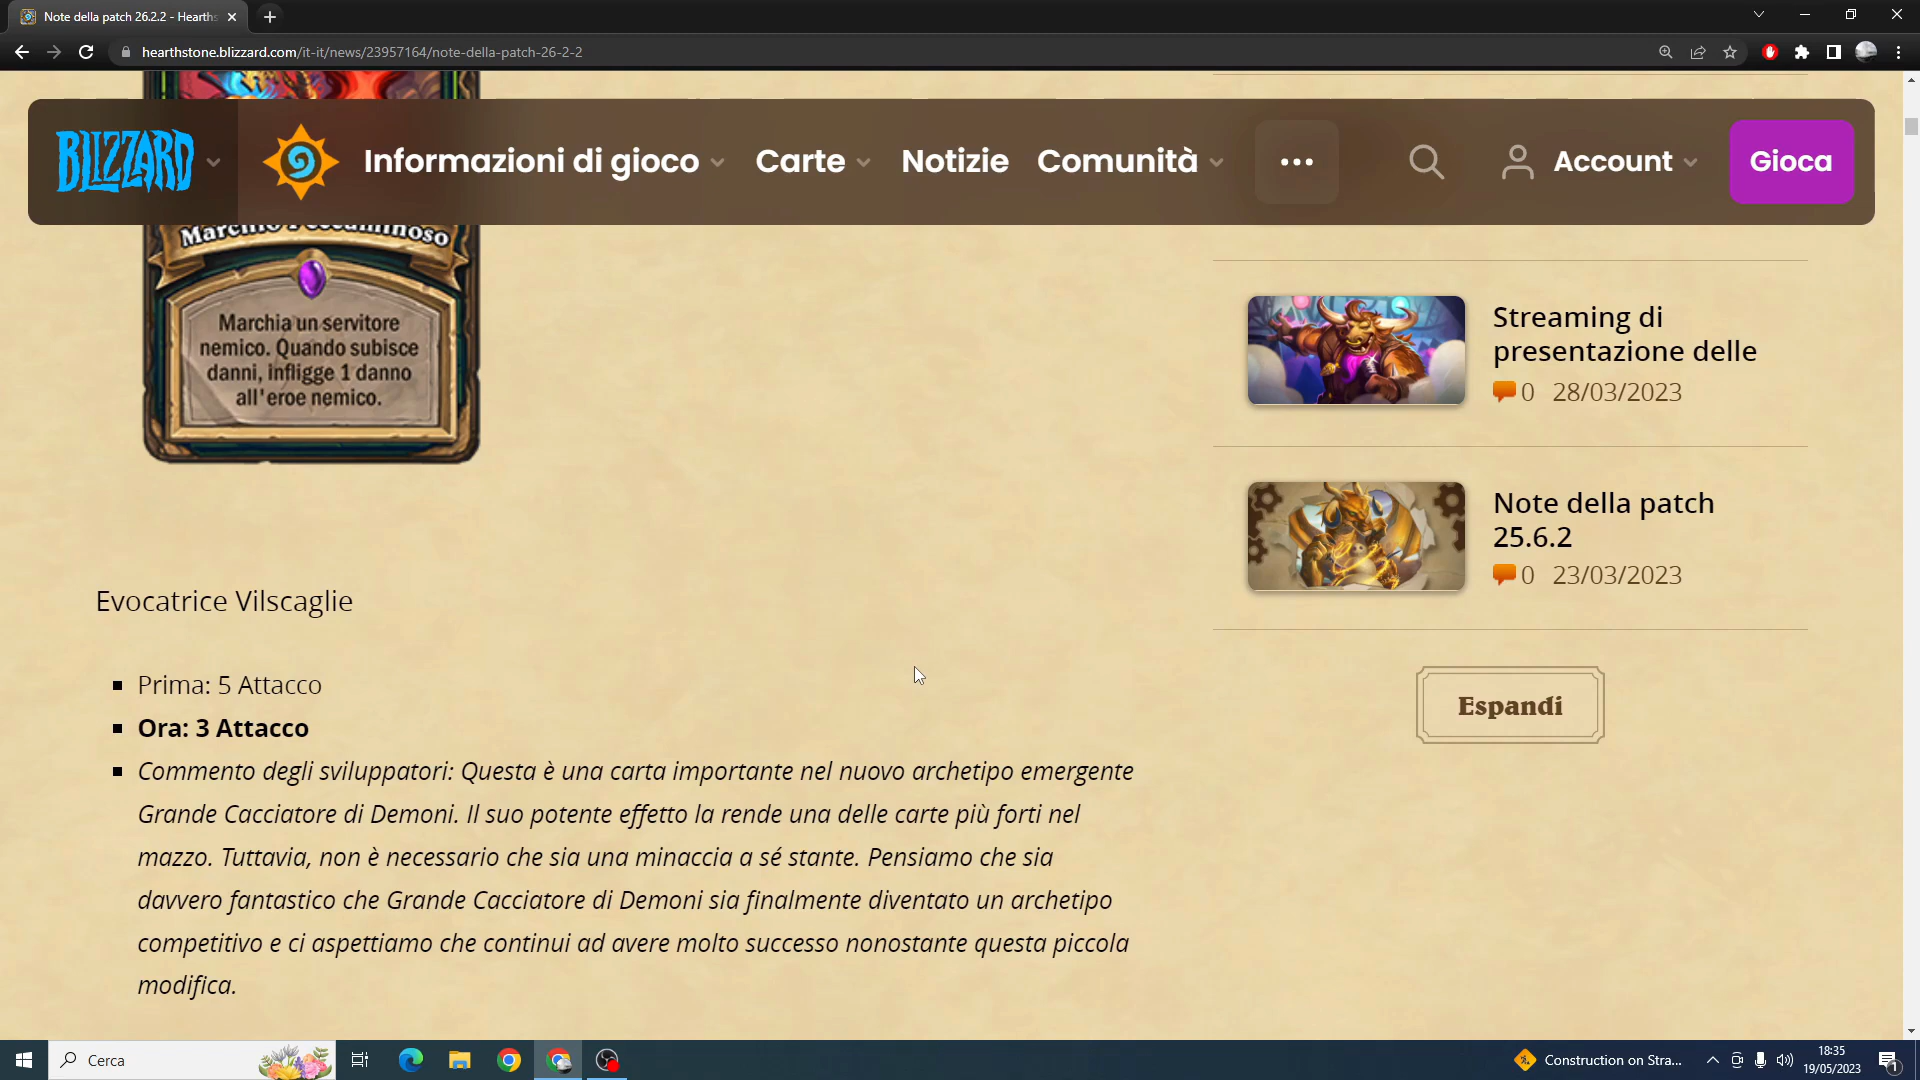 Note della patch 26.2.2 - Hearths
hearthstone.blizzard.com/it-it/news/23957164/note-della-patch-26-2-2
BLIZZARD
Informazioni di gioco
Carte
Notizie
Comunità
Account
Gioca
Marchio Peccaminoso
Marchia un servitore
nemico. Quando subisce
danni, infligge 1 danno
all'eroe nemico.
Streaming di
presentazione delle
0 28/03/2023
Note della patch
25.6.2
0 23/03/2023
Espandi
Evocatrice Vilscaglie
Prima: 5 Attacco
Ora: 3 Attacco
Commento degli sviluppatori: Questa è una carta importante nel nuovo archetipo emergente
Grande Cacciatore di Demoni. Il suo potente effetto la rende una delle carte più forti nel
mazzo. Tuttavia, non è necessario che sia una minaccia a sé stante. Pensiamo che sia
davvero fantastico che Grande Cacciatore di Demoni sia finalmente diventato un archetipo
competitivo e ci aspettiamo che continui ad avere molto successo nonostante questa piccola
modifica.
Cerca
Construction on Stra...
18:35
19/05/2023
1